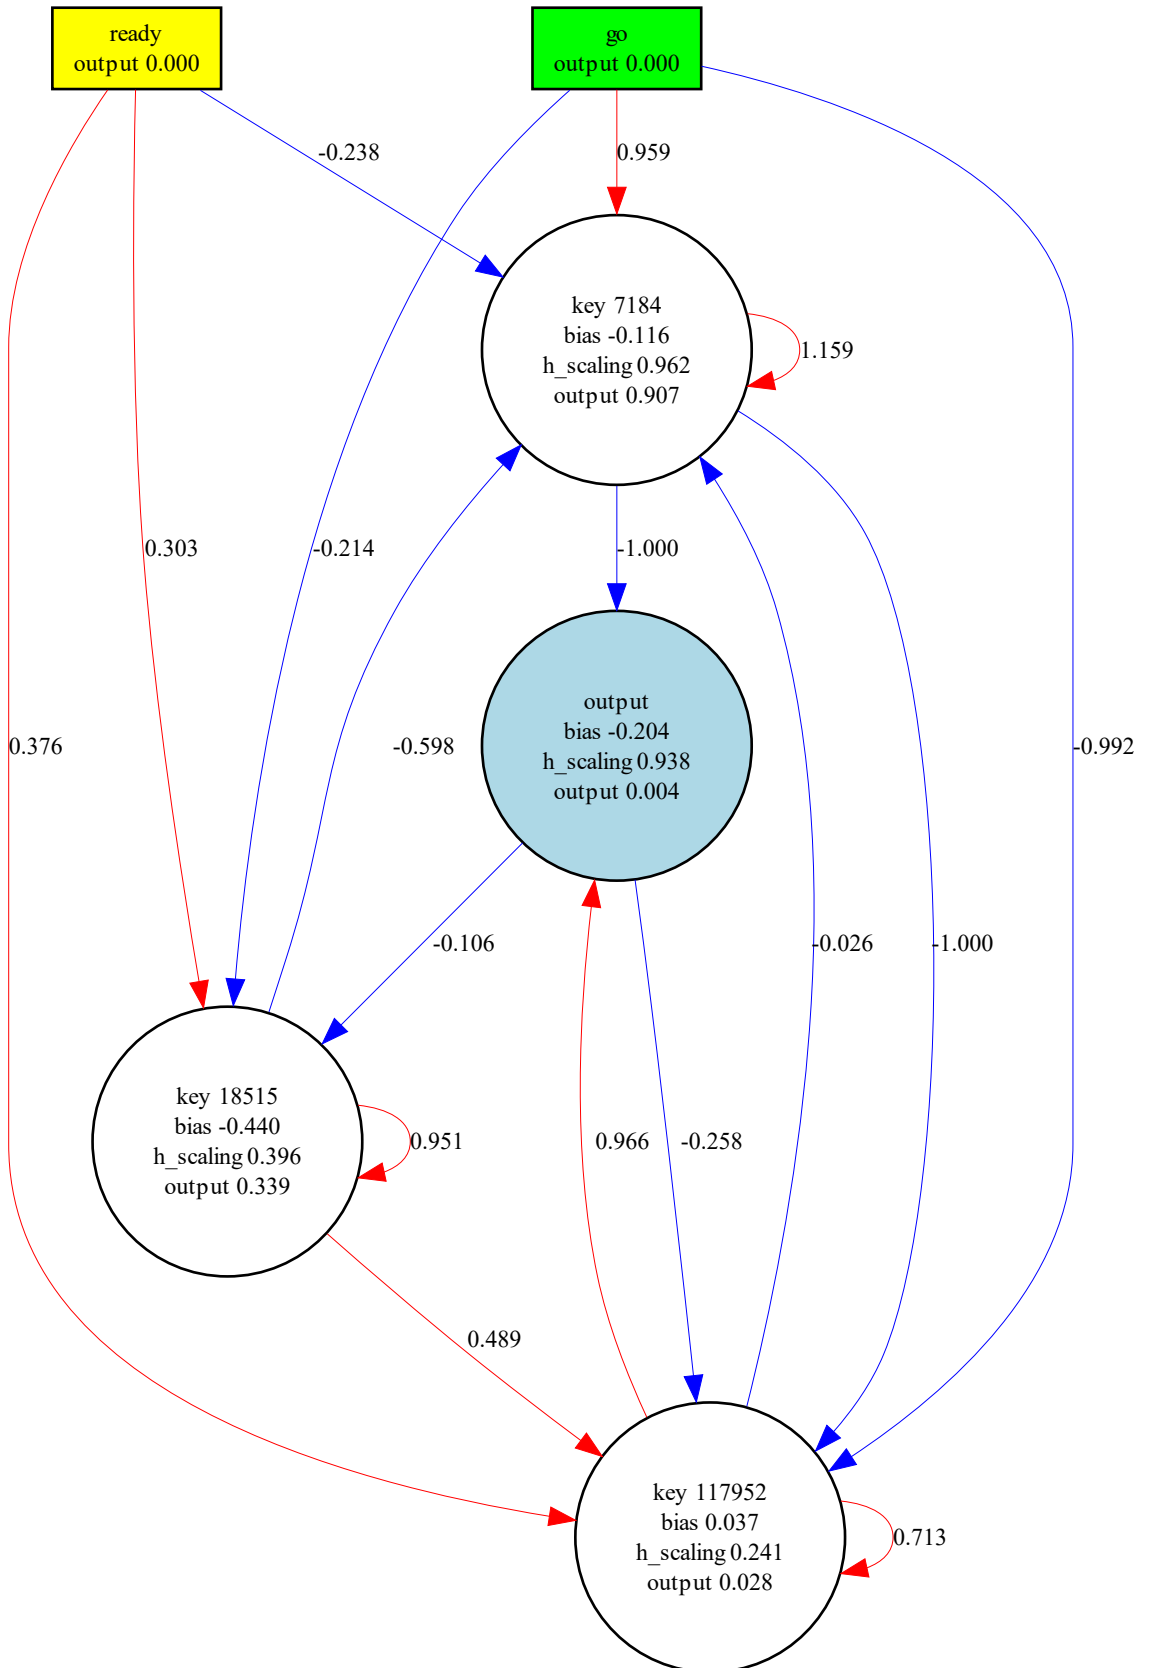 ready
output 0.000
go
output 0.000
-0.238
0.959
key 7184
bias -0.116
h_scaling 0.962
output 0.907
1.159
0.303
-0.214
-1.000
output
bias -0.204
h_scaling 0.938
output 0.004
0.376
-0.598
-0.992
-0.106
-0.026
-1.000
key 18515
bias -0.440
h_scaling 0.396
output 0.339
0.951
0.966
-0.258
0.489
key 117952
bias 0.037
h_scaling 0.241
output 0.028
0.713